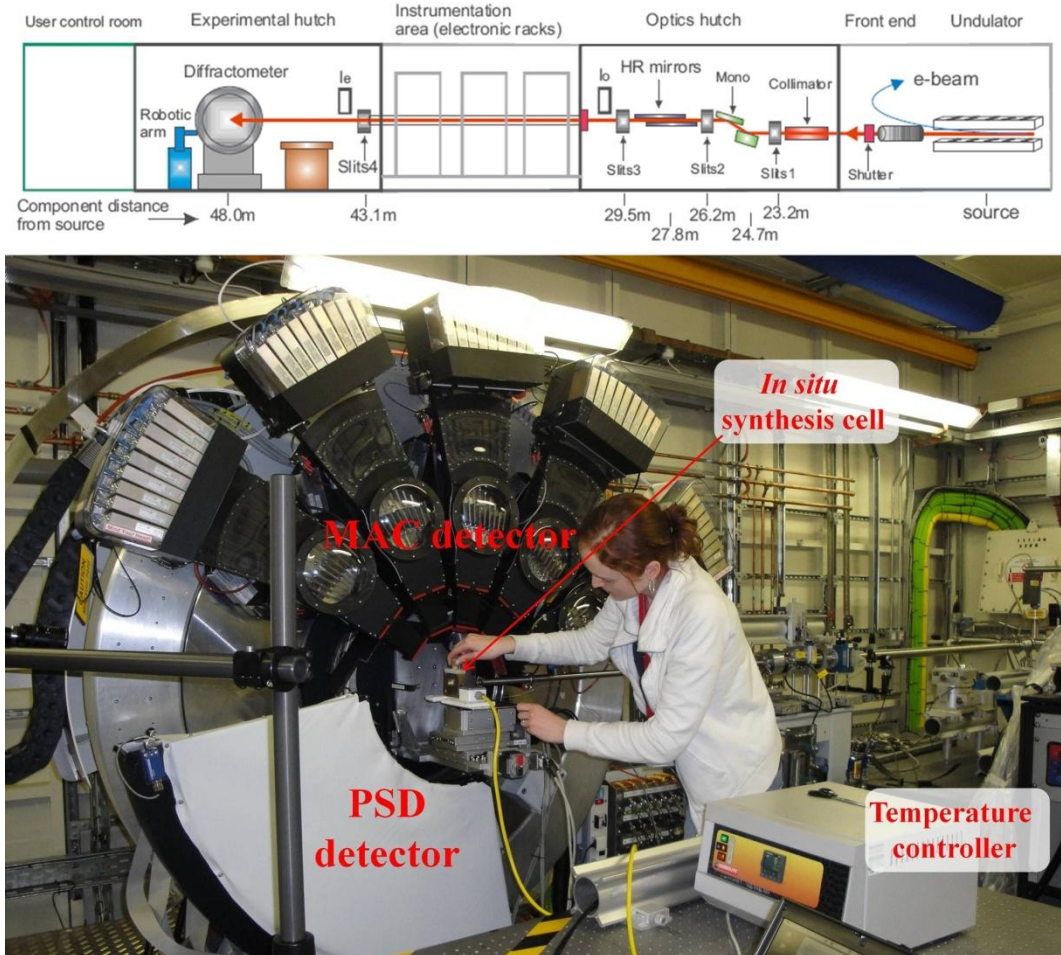 User control room
Experimental hutch
Instrumentation
area (electronic racks)
Optics hutch
Front end
Undulator
Diffractometer
Ie
Io
HR mirrors
Mono
Collimator
e-beam
Robotic
arm
Slits4
Slits3
Slits2
Slits1
Shutter
Component distance
from source
48.0m
43.1m
29.5m
27.8m
26.2m
24.7m
23.2m
source
In situ
synthesis cell
MAC detector
PSD
detector
Temperature
controller